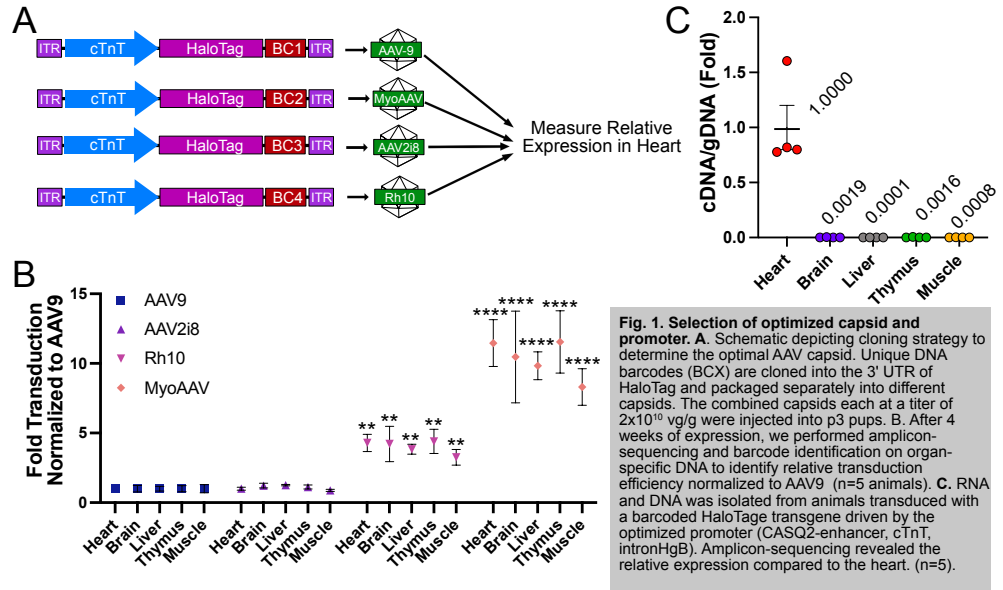 A
ITR cTnT HaloTag BC1 ITR AAV-9
ITR cTnT HaloTag BC2 ITR MyoAAV
ITR cTnT HaloTag BC3 ITR AAV2i8
ITR cTnT HaloTag BC4 ITR Rh10
Measure Relative
Expression in Heart
C
cDNA/gDNA (Fold)
2.0
1.5
1.0
0.5
0.0
1.0000
0.0019
0.0001
0.0016
0.0008
Heart
Brain
Liver
Thymus
Muscle
B
Fold Transduction
Normalized to AAV9
15
10
5
0
AAV9
AAV2i8
Rh10
MyoAAV
** ** ** ** **
**** **** **** **** ****
Heart Brain Liver Thymus Muscle Heart Brain Liver Thymus Muscle Heart Brain Liver Thymus Muscle Heart Brain Liver Thymus Muscle
Fig. 1. Selection of optimized capsid and
promoter. A. Schematic depicting cloning strategy to
determine the optimal AAV capsid. Unique DNA
barcodes (BCX) are cloned into the 3' UTR of
HaloTag and packaged separately into different
capsids. The combined capsids each at a titer of
2x10¹⁰ vg/g were injected into p3 pups. B. After 4
weeks of expression, we performed amplicon-
sequencing and barcode identification on organ-
specific DNA to identify relative transduction
efficiency normalized to AAV9 (n=5 animals). C. RNA
and DNA was isolated from animals transduced with
a barcoded HaloTage transgene driven by the
optimized promoter (CASQ2-enhancer, cTnT,
intronHgB). Amplicon-sequencing revealed the
relative expression compared to the heart. (n=5).